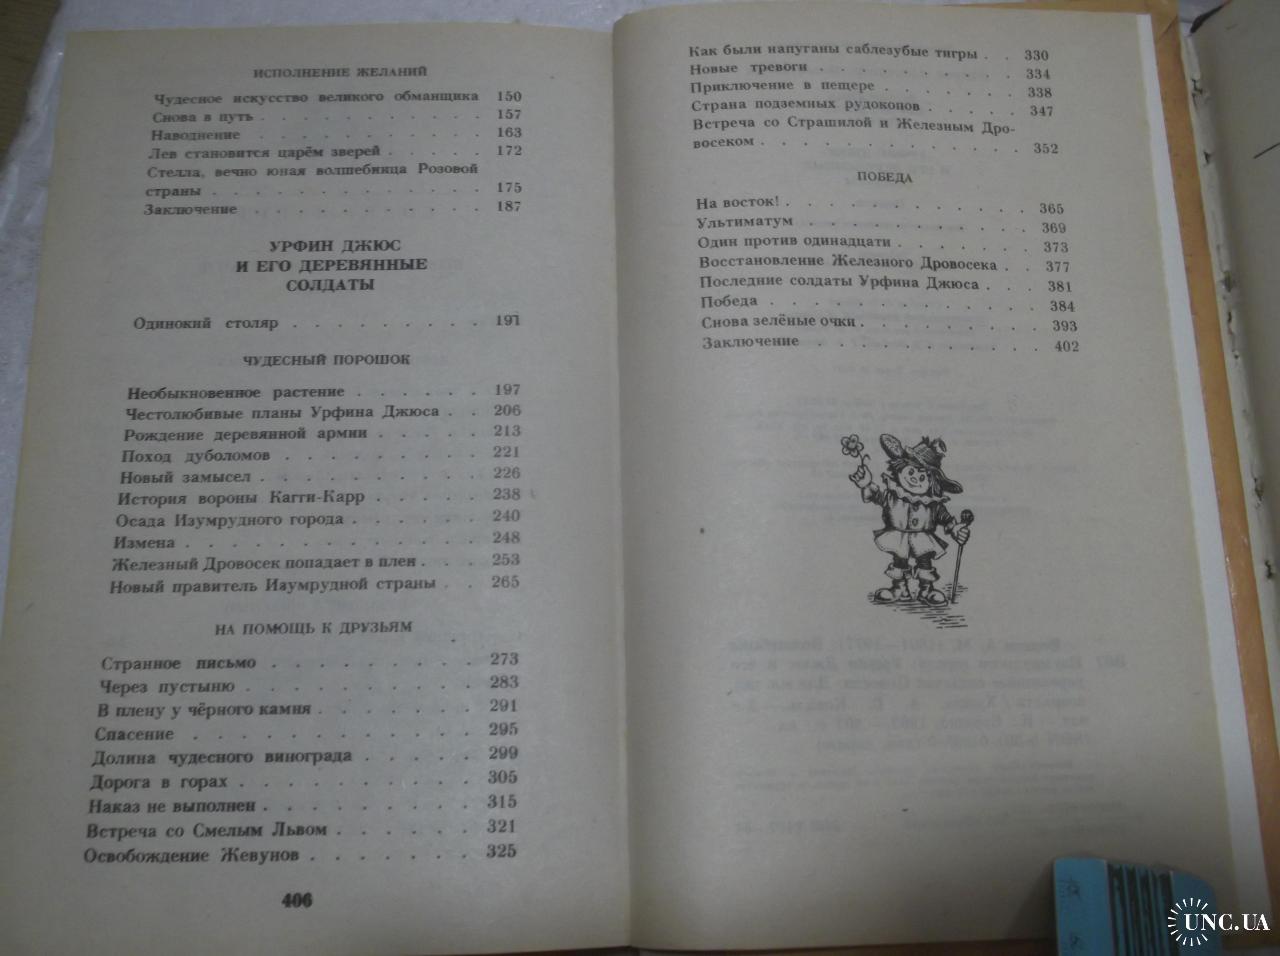 ИСПОЛНЕНИЕ ЖЕЛАНИЙ
Чудесное искусство великого обманщика 150
Снова в путь . . . . . . . . . . . 157
Наводнение . . . . . . . . . . . 163
Лев становится царём зверей . . . . . 172
Стелла, вечно юная волшебница Розовой
страны . . . . . . . . . . . . . 175
Заключение . . . . . . . . . . . 187
УРФИН ДЖЮС
И ЕГО ДЕРЕВЯННЫЕ
СОЛДАТЫ
Одинокий столяр . . . . . . . . . 191
ЧУДЕСНЫЙ ПОРОШОК
Необыкновенное растение . . . . . . 197
Честолюбивые планы Урфина Джюса . . 206
Рождение деревянной армии . . . . . 213
Поход дуболомов . . . . . . . . . 221
Новый замысел . . . . . . . . . . 226
История вороны Кагги-Карр . . . . . 238
Осада Изумрудного города . . . . . . 240
Измена . . . . . . . . . . . . . 248
Железный Дровосек попадает в плен . . . 253
Новый правитель Изумрудной страны . . 265
НА ПОМОЩЬ К ДРУЗЬЯМ
Странное письмо . . . . . . . . . 273
Через пустыню . . . . . . . . . . 283
В плену у чёрного камня . . . . . . . 291
Спасение . . . . . . . . . . . . 295
Долина чудесного винограда . . . . . 299
Дорога в горах . . . . . . . . . . 305
Наказ не выполнен . . . . . . . . . 315
Встреча со Смелым Львом . . . . . . 321
Освобождение Жевунов . . . . . . . 325
406
Как были напуганы саблезубые тигры . . 330
Новые тревоги . . . . . . . . . . 334
Приключение в пещере . . . . . . . 338
Страна подземных рудокопов . . . . . 347
Встреча со Страшилой и Железным Дро-
восеком . . . . . . . . . . . . . 352
ПОБЕДА
На восток! . . . . . . . . . . . . 365
Ультиматум . . . . . . . . . . . 369
Один против одинадцати . . . . . . . 373
Восстановление Железного Дровосека . . 377
Последние солдаты Урфина Джюса . . . 381
Победа . . . . . . . . . . . . . 384
Снова зелёные очки . . . . . . . . . 393
Заключение . . . . . . . . . . . 402
UNC.UA